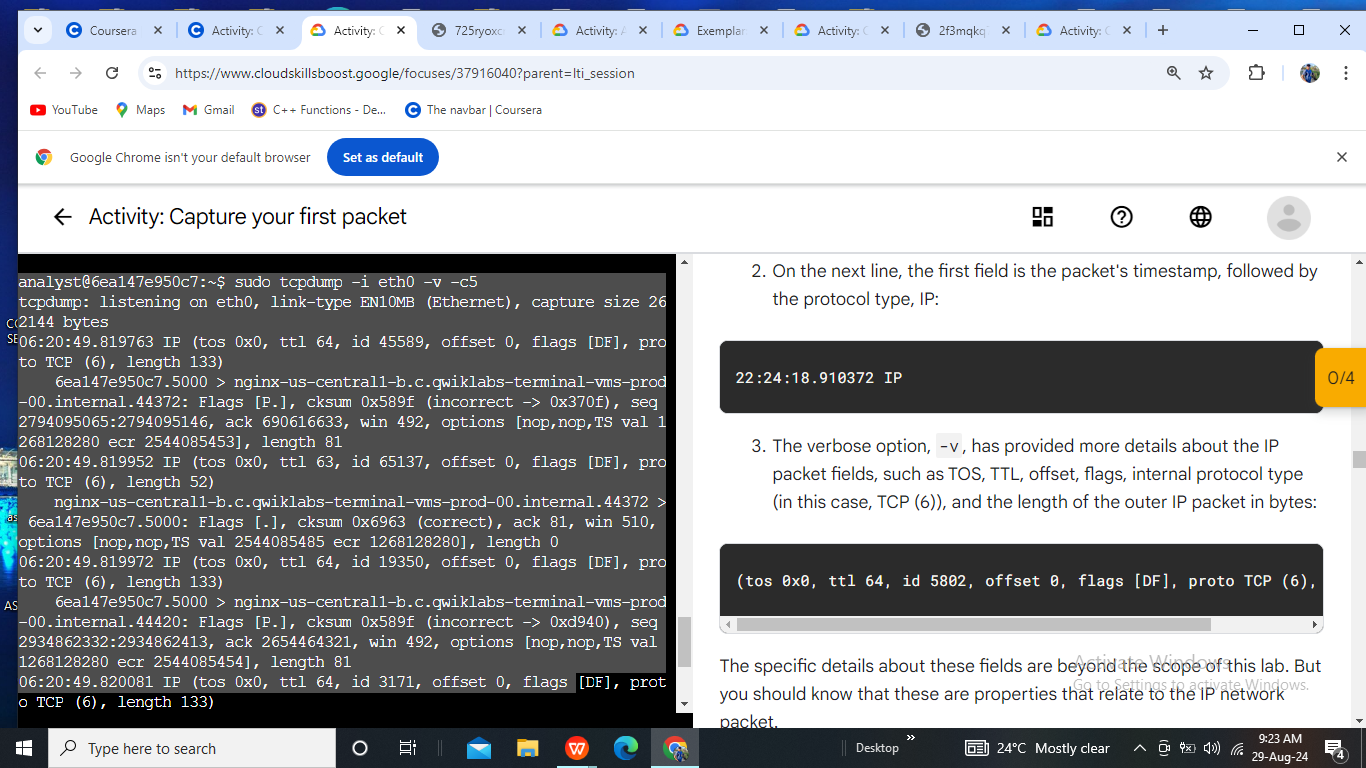 Coursera
Activity: C
Activity: C
725ryoxc
Activity: A
Exemplar
Activity: C
2f3mqkq
Activity: C
https://www.cloudskillsboost.google/focuses/37916040?parent=lti_session
YouTube
Maps
Gmail
C++ Functions - De...
The navbar | Coursera
Google Chrome isn't your default browser
Set as default
Activity: Capture your first packet
analyst@6ea147e950c7:~$ sudo tcpdump -i eth0 -v -c5
tcpdump: listening on eth0, link-type EN10MB (Ethernet), capture size 26
2144 bytes
06:20:49.819763 IP (tos 0x0, ttl 64, id 45589, offset 0, flags [DF], pro
to TCP (6), length 133)
6ea147e950c7.5000 > nginx-us-central1-b.c.qwiklabs-terminal-vms-prod
-00.internal.44372: Flags [P.], cksum 0x589f (incorrect -> 0x370f), seq
2794095065:2794095146, ack 690616633, win 492, options [nop,nop,TS val 1
268128280 ecr 2544085453], length 81
06:20:49.819952 IP (tos 0x0, ttl 63, id 65137, offset 0, flags [DF], pro
to TCP (6), length 52)
nginx-us-central1-b.c.qwiklabs-terminal-vms-prod-00.internal.44372 >
6ea147e950c7.5000: Flags [.], cksum 0x6963 (correct), ack 81, win 510,
options [nop,nop,TS val 2544085485 ecr 1268128280], length 0
06:20:49.819972 IP (tos 0x0, ttl 64, id 19350, offset 0, flags [DF], pro
to TCP (6), length 133)
6ea147e950c7.5000 > nginx-us-central1-b.c.qwiklabs-terminal-vms-prod
-00.internal.44420: Flags [P.], cksum 0x589f (incorrect -> 0xd940), seq
2934862332:2934862413, ack 2654464321, win 492, options [nop,nop,TS val
1268128280 ecr 2544085454], length 81
06:20:49.820081 IP (tos 0x0, ttl 64, id 3171, offset 0, flags [DF], prot
o TCP (6), length 133)
2. On the next line, the first field is the packet's timestamp, followed by
the protocol type, IP:
22:24:18.910372 IP
0/4
3. The verbose option, -v, has provided more details about the IP
packet fields, such as TOS, TTL, offset, flags, internal protocol type
(in this case, TCP (6)), and the length of the outer IP packet in bytes:
(tos 0x0, ttl 64, id 5802, offset 0, flags [DF], proto TCP (6),
The specific details about these fields are beyond the scope of this lab. But
you should know that these are properties that relate to the IP network
packet.
Activate Windows
Go to Settings to activate Windows.
Type here to search
Desktop
24°C Mostly clear
9:23 AM
29-Aug-24
4